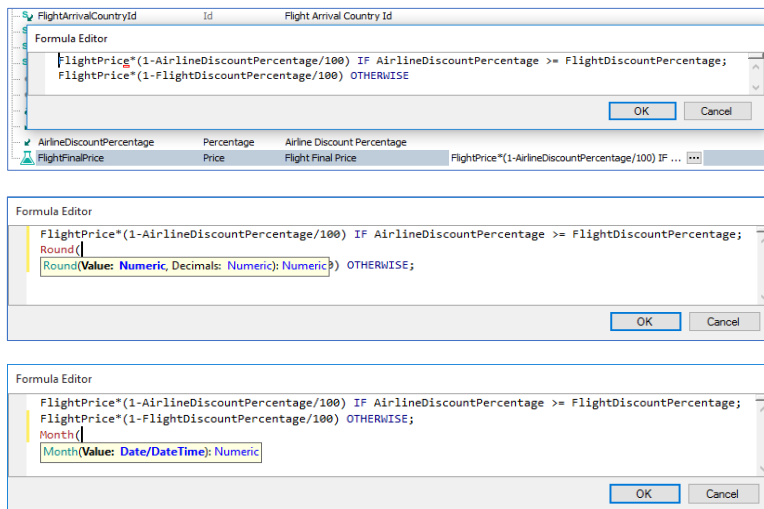 FlightArrivalCountryId Id Flight Arrival Country Id
Formula Editor
FlightPrice*(1-AirlineDiscountPercentage/100) IF AirlineDiscountPercentage >= FlightDiscountPercentage;
FlightPrice*(1-FlightDiscountPercentage/100) OTHERWISE
OK Cancel
AirlineDiscountPercentage Percentage Airline Discount Percentage
FlightFinalPrice Price Flight Final Price FlightPrice*(1-AirlineDiscountPercentage/100) IF ... ...
Formula Editor
FlightPrice*(1-AirlineDiscountPercentage/100) IF AirlineDiscountPercentage >= FlightDiscountPercentage;
Round(
Round(Value: Numeric, Decimals: Numeric): Numeric ) OTHERWISE;
OK Cancel
Formula Editor
FlightPrice*(1-AirlineDiscountPercentage/100) IF AirlineDiscountPercentage >= FlightDiscountPercentage;
FlightPrice*(1-FlightDiscountPercentage/100) OTHERWISE;
Month(
Month(Value: Date/DateTime): Numeric
OK Cancel